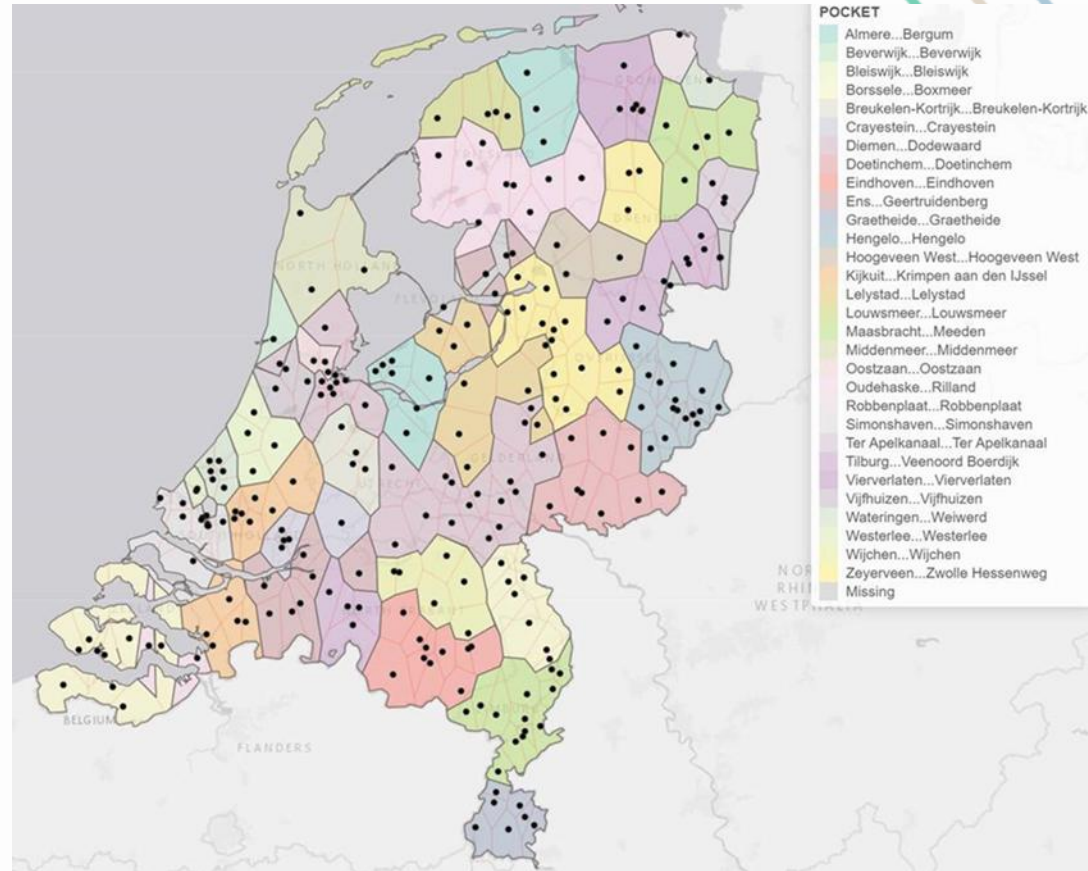 POCKET
Almere...Bergum
Beverwijk...Beverwijk
Bleiswijk...Bleiswijk
Borssele...Boxmeer
Breukelen-Kortrijk...Breukelen-Kortrijk
Crayestein...Crayestein
Diemen...Dodewaard
Doetinchem...Doetinchem
Eindhoven...Eindhoven
Ens...Geertruidenberg
Graetheide...Graetheide
Hengelo...Hengelo
Hoogeveen West...Hoogeveen West
Kijkuit...Krimpen aan den IJssel
Lelystad...Lelystad
Louwsmeer...Louwsmeer
Maasbracht...Meeden
Middenmeer...Middenmeer
Oostzaan...Oostzaan
Oudehaske...Rilland
Robbenplaat...Robbenplaat
Simonshaven...Simonshaven
Ter Apelkanaal...Ter Apelkanaal
Tilburg...Veenoord Boerdijk
Vierverlaten...Vierverlaten
Vijfhuizen...Vijfhuizen
Wateringen...Weiwerd
Westerlee...Westerlee
Wijchen...Wijchen
Zeyerveen...Zwolle Hessenweg
Missing
NORTH HOLLAND
GELDERLAND
UTRECHT
BELGIUM
FLANDERS
WESTPHALIA